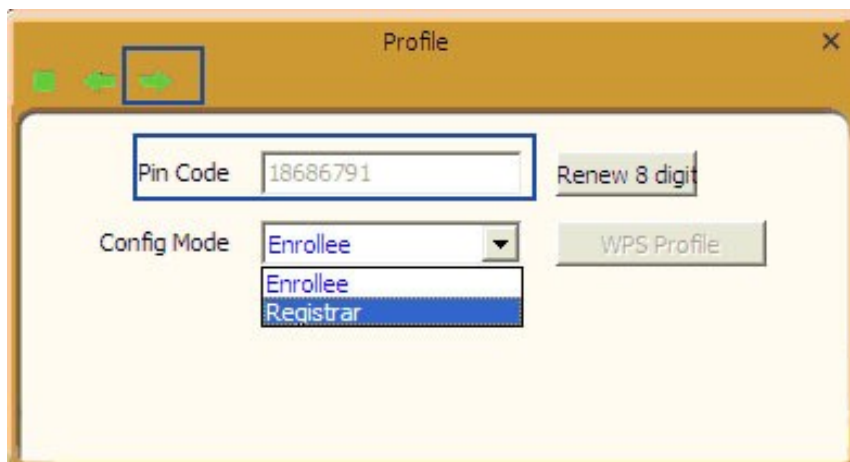 Profile
Pin Code 18686791 Renew 8 digit
Config Mode Enrollee WPS Profile
Enrollee
Registrar